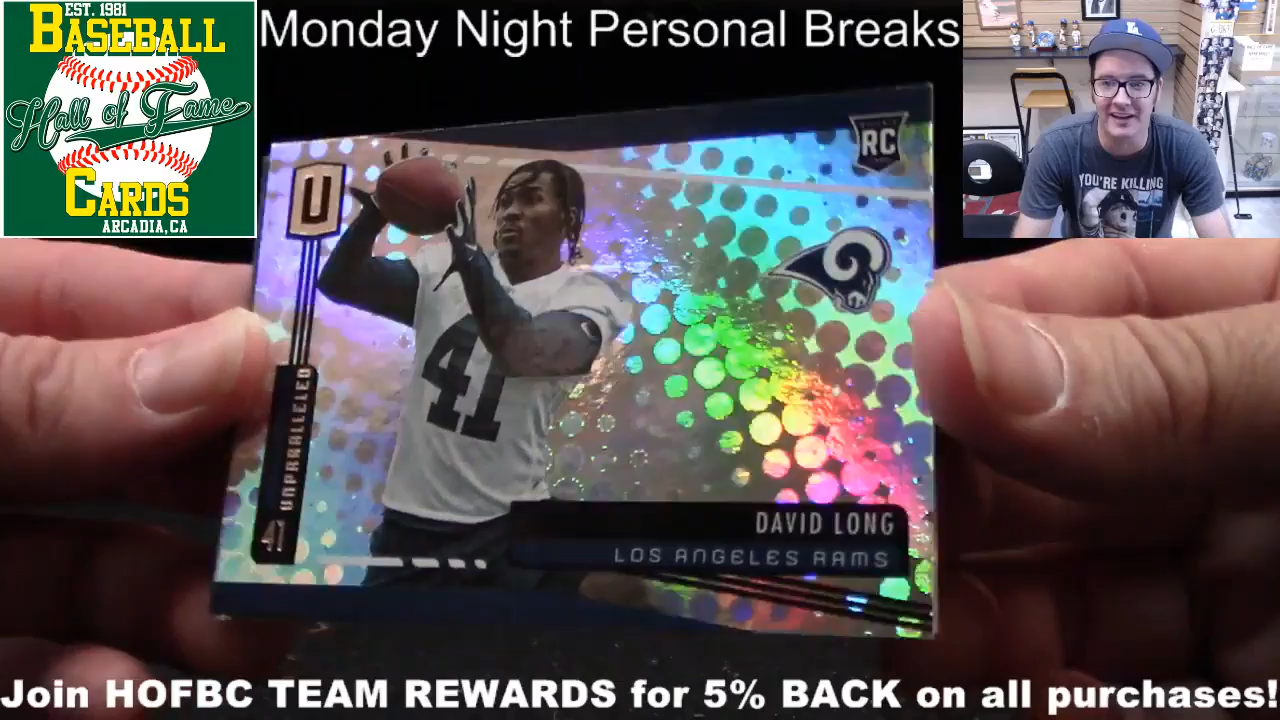 EST. 1981
BASEBALL
Hall of Fame
CARDS
ARCADIA, CA
Monday Night Personal Breaks
LA
YOU'RE KILLING
RC
U
41
UNPARALLELED
41
DAVID LONG
LOS ANGELES RAMS
Join HOFBC TEAM REWARDS for 5% BACK on all purchases!